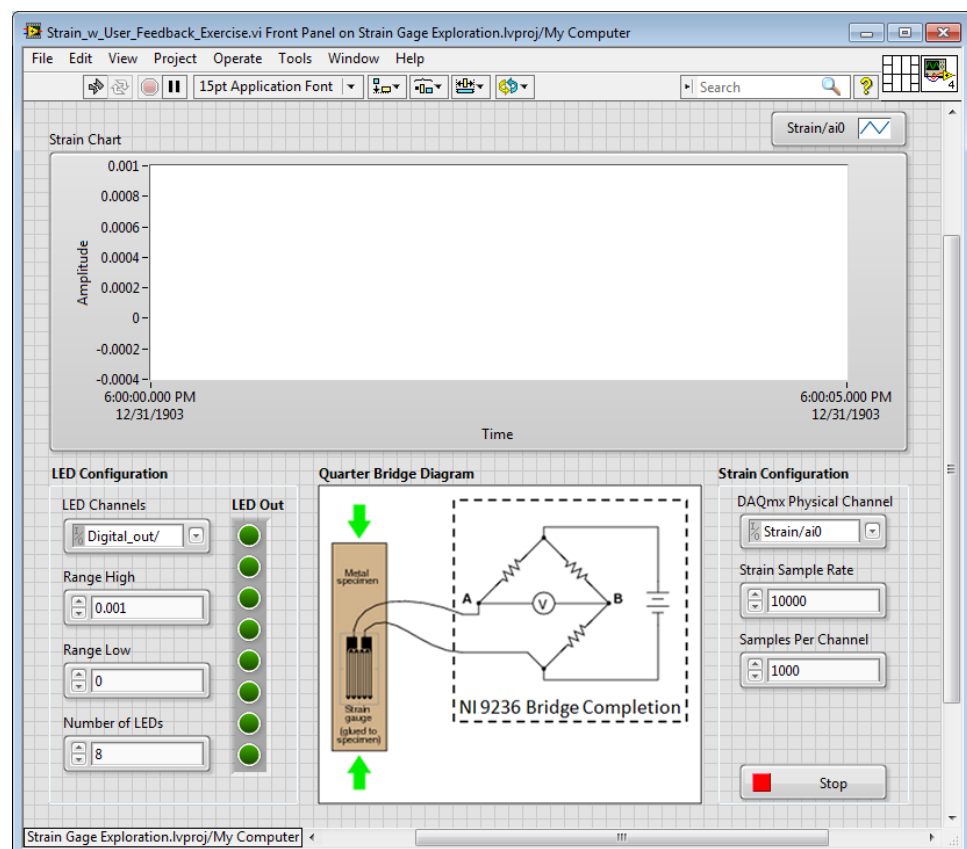 Strain_w_User_Feedback_Exercise.vi Front Panel on Strain Gage Exploration.lvproj/My Computer
File Edit View Project Operate Tools Window Help
15pt Application Font
Search
4
Strain Chart
Strain/ai0
0.001
0.0008
0.0006
0.0004
0.0002
0
-0.0002
-0.0004
Amplitude
6:00:00.000 PM
12/31/1903
6:00:05.000 PM
12/31/1903
Time
LED Configuration
LED Channels
I/O Digital_out/
Range High
0.001
Range Low
0
Number of LEDs
8
LED Out
Quarter Bridge Diagram
Metal
specimen
Strain
gauge
(glued to
specimen)
A
V
B
NI 9236 Bridge Completion
Strain Configuration
DAQmx Physical Channel
I/O Strain/ai0
Strain Sample Rate
10000
Samples Per Channel
1000
Stop
Strain Gage Exploration.lvproj/My Computer